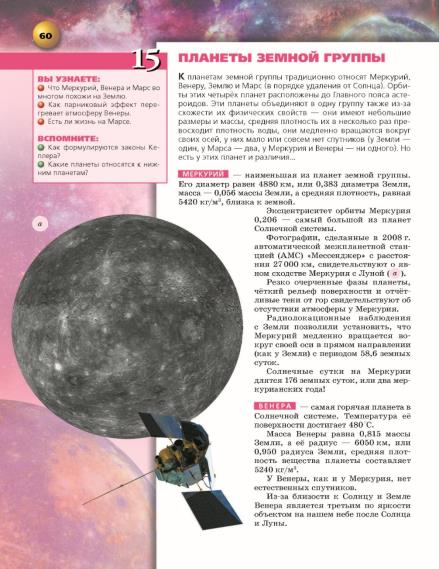 60
15
ПЛАНЕТЫ ЗЕМНОЙ ГРУППЫ
ВЫ УЗНАЕТЕ:
Что Меркурий, Венера и Марс во
многом похожи на Землю.
Как парниковый эффект пере-
гревает атмосферу Венеры.
Есть ли жизнь на Марсе.
ВСПОМНИТЕ:
Как формулируются законы Ке-
плера?
Какие планеты относятся к ниж-
ним планетам?
К планетам земной группы традиционно относят Меркурий,
Венеру, Землю и Марс (в порядке удаления от Солнца). Орби-
ты этих четырёх планет расположены до Главного пояса асте-
роидов. Эти планеты объединяют в одну группу также из-за
схожести их физических свойств — они имеют небольшие
размеры и массы, средняя плотность их в несколько раз пре-
восходит плотность воды, они медленно вращаются вокруг
своих осей, у них мало или совсем нет спутников (у Земли —
один, у Марса — два, у Меркурия и Венеры — ни одного). Но
есть у этих планет и различия...
МЕРКУРИЙ — наименьшая из планет земной группы.
Его диаметр равен 4880 км, или 0,383 диаметра Земли,
масса — 0,056 массы Земли, а средняя плотность, равная
5420 кг/м³, близка к земной.
Эксцентриситет орбиты Меркурия
0,206 — самый большой из планет
Солнечной системы.
Фотографии, сделанные в 2008 г.
автоматической межпланетной стан-
цией (АМС) «Мессенджер» с расстоя-
ния 27 000 км, свидетельствуют о яв-
ном сходстве Меркурия с Луной (а).
Резко очерченные фазы планеты,
чёткий рельеф поверхности и отчёт-
ливые тени от гор свидетельствуют об
отсутствии атмосферы у Меркурия.
Радиолокационные наблюдения
с Земли позволили установить, что
Меркурий медленно вращается во-
круг своей оси в прямом направлении
(как у Земли) с периодом 58,6 земных
суток.
Солнечные сутки на Меркурии
длятся 176 земных суток, или два мер-
курианских года!
ВЕНЕРА — самая горячая планета в
Солнечной системе. Температура её
поверхности достигает 480°С.
Масса Венеры равна 0,815 массы
Земли, а её радиус — 6050 км, или
0,950 радиуса Земли, средняя плот-
ность вещества планеты составляет
5240 кг/м³.
У Венеры, как и у Меркурия, нет
естественных спутников.
Из-за близости к Солнцу и Земле
Венера является третьим по яркости
объектом на нашем небе после Солнца
и Луны.
а